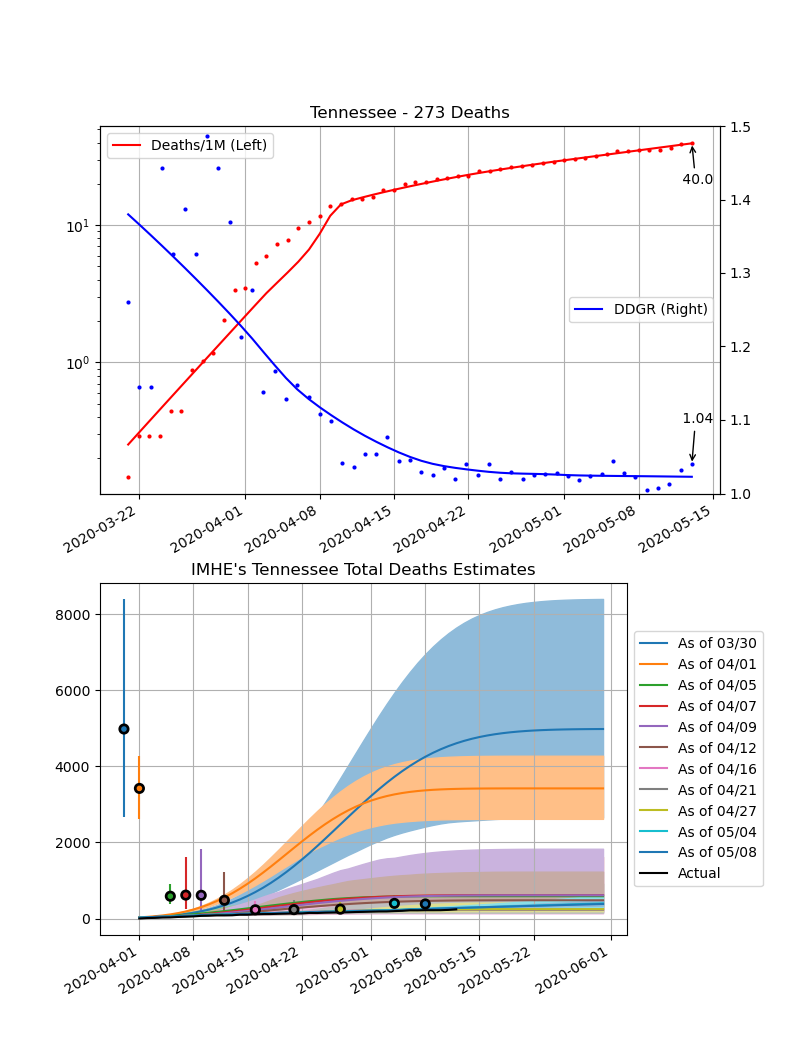 Tennessee - 273 Deaths
Deaths/1M (Left)
DDGR (Right)
40.0
1.04
10¹
10⁰
1.5
1.4
1.3
1.2
1.1
1.0
2020-03-22
2020-04-01
2020-04-08
2020-04-15
2020-04-22
2020-05-01
2020-05-08
2020-05-15
IMHE's Tennessee Total Deaths Estimates
8000
6000
4000
2000
0
2020-04-01
2020-04-08
2020-04-15
2020-04-22
2020-05-01
2020-05-08
2020-05-15
2020-05-22
2020-06-01
As of 03/30
As of 04/01
As of 04/05
As of 04/07
As of 04/09
As of 04/12
As of 04/16
As of 04/21
As of 04/27
As of 05/04
As of 05/08
Actual